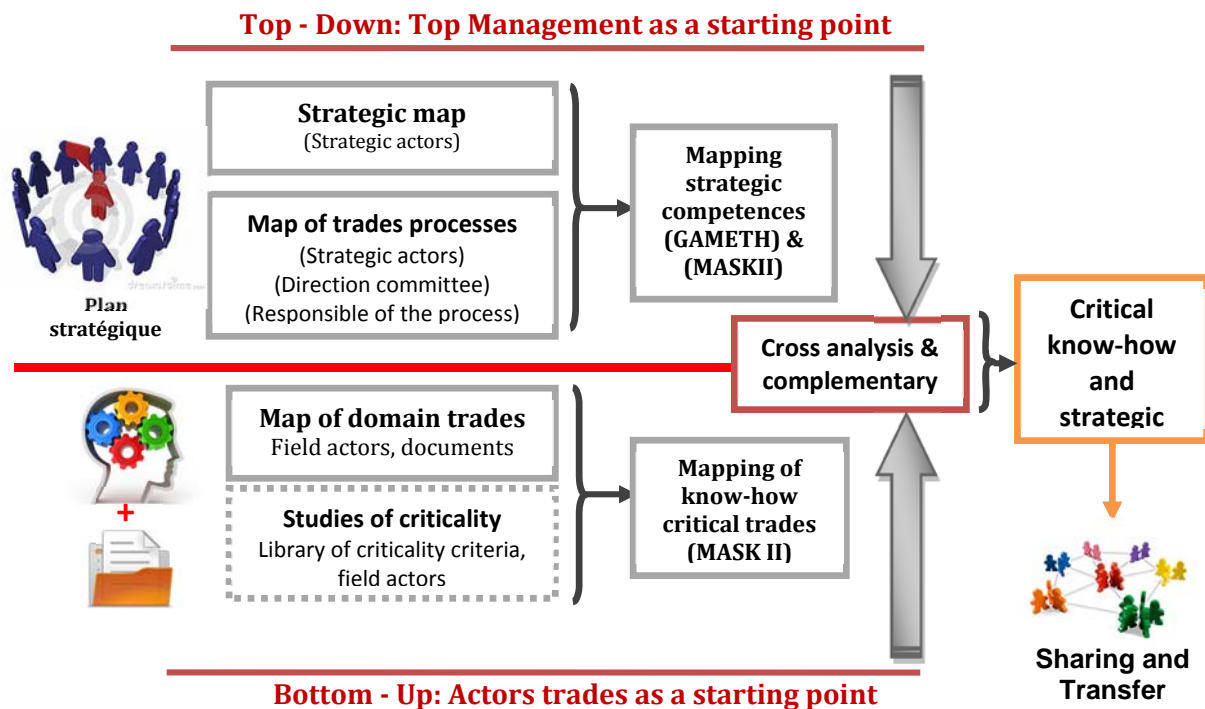 Top - Down: Top Management as a starting point
Strategic map
(Strategic actors)
Map of trades processes
(Strategic actors)
(Direction committee)
(Responsible of the process)
Plan
stratégique
Mapping
strategic
competences
(GAMETH) &
(MASKII)
Cross analysis &
complementary
Critical
know-how
and
strategic
Map of domain trades
Field actors, documents
Studies of criticality
Library of criticality criteria,
field actors
+
Mapping of
know-how
critical trades
(MASK II)
Sharing and
Transfer
Bottom - Up: Actors trades as a starting point